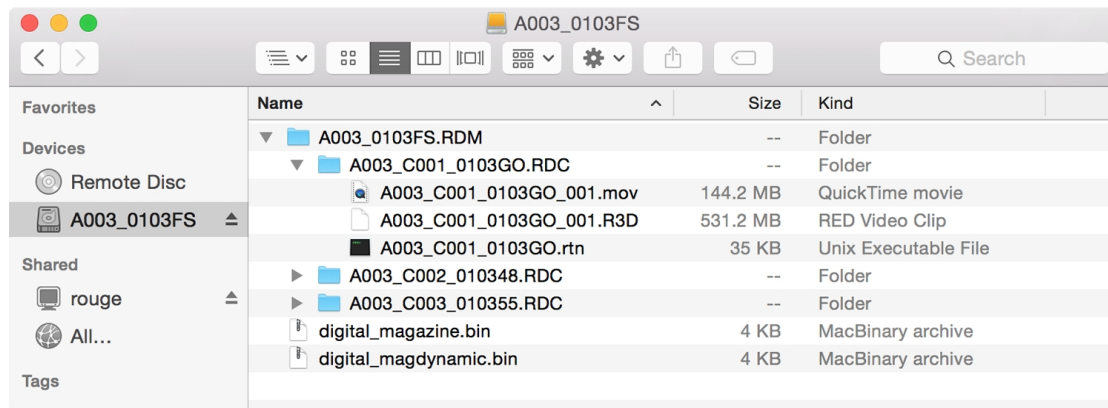 A003_0103FS
Search
Favorites
Devices
Remote Disc
A003_0103FS
Shared
rouge
All...
Tags
Name Size Kind
A003_0103FS.RDM -- Folder
A003_C001_0103GO.RDC -- Folder
A003_C001_0103GO_001.mov 144.2 MB QuickTime movie
A003_C001_0103GO_001.R3D 531.2 MB RED Video Clip
A003_C001_0103GO.rtn 35 KB Unix Executable File
A003_C002_010348.RDC -- Folder
A003_C003_010355.RDC -- Folder
digital_magazine.bin 4 KB MacBinary archive
digital_magdynamic.bin 4 KB MacBinary archive